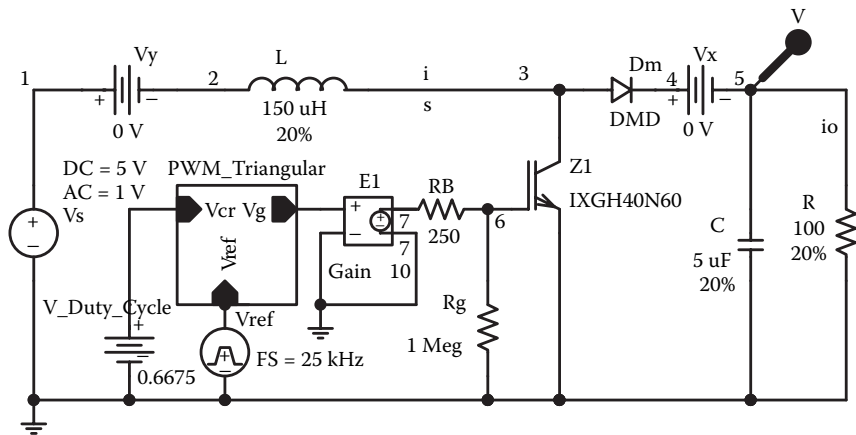 V
Vy
L
i
Dm
Vx
1
2
3
4
5
+ −
s
+ −
0 V
150 uH
20%
DMD
0 V
io
DC = 5 V
AC = 1 V
Vs
PWM_Triangular
E1
RB
Z1
IXGH40N60
+
−
Vcr
Vg
+
−
+
−
7
7
10
250
6
Vref
Gain
C
5 uF
20%
R
100
20%
V_Duty_Cycle
+
−
0.6675
Vref
+
−
FS = 25 kHz
Rg
1 Meg